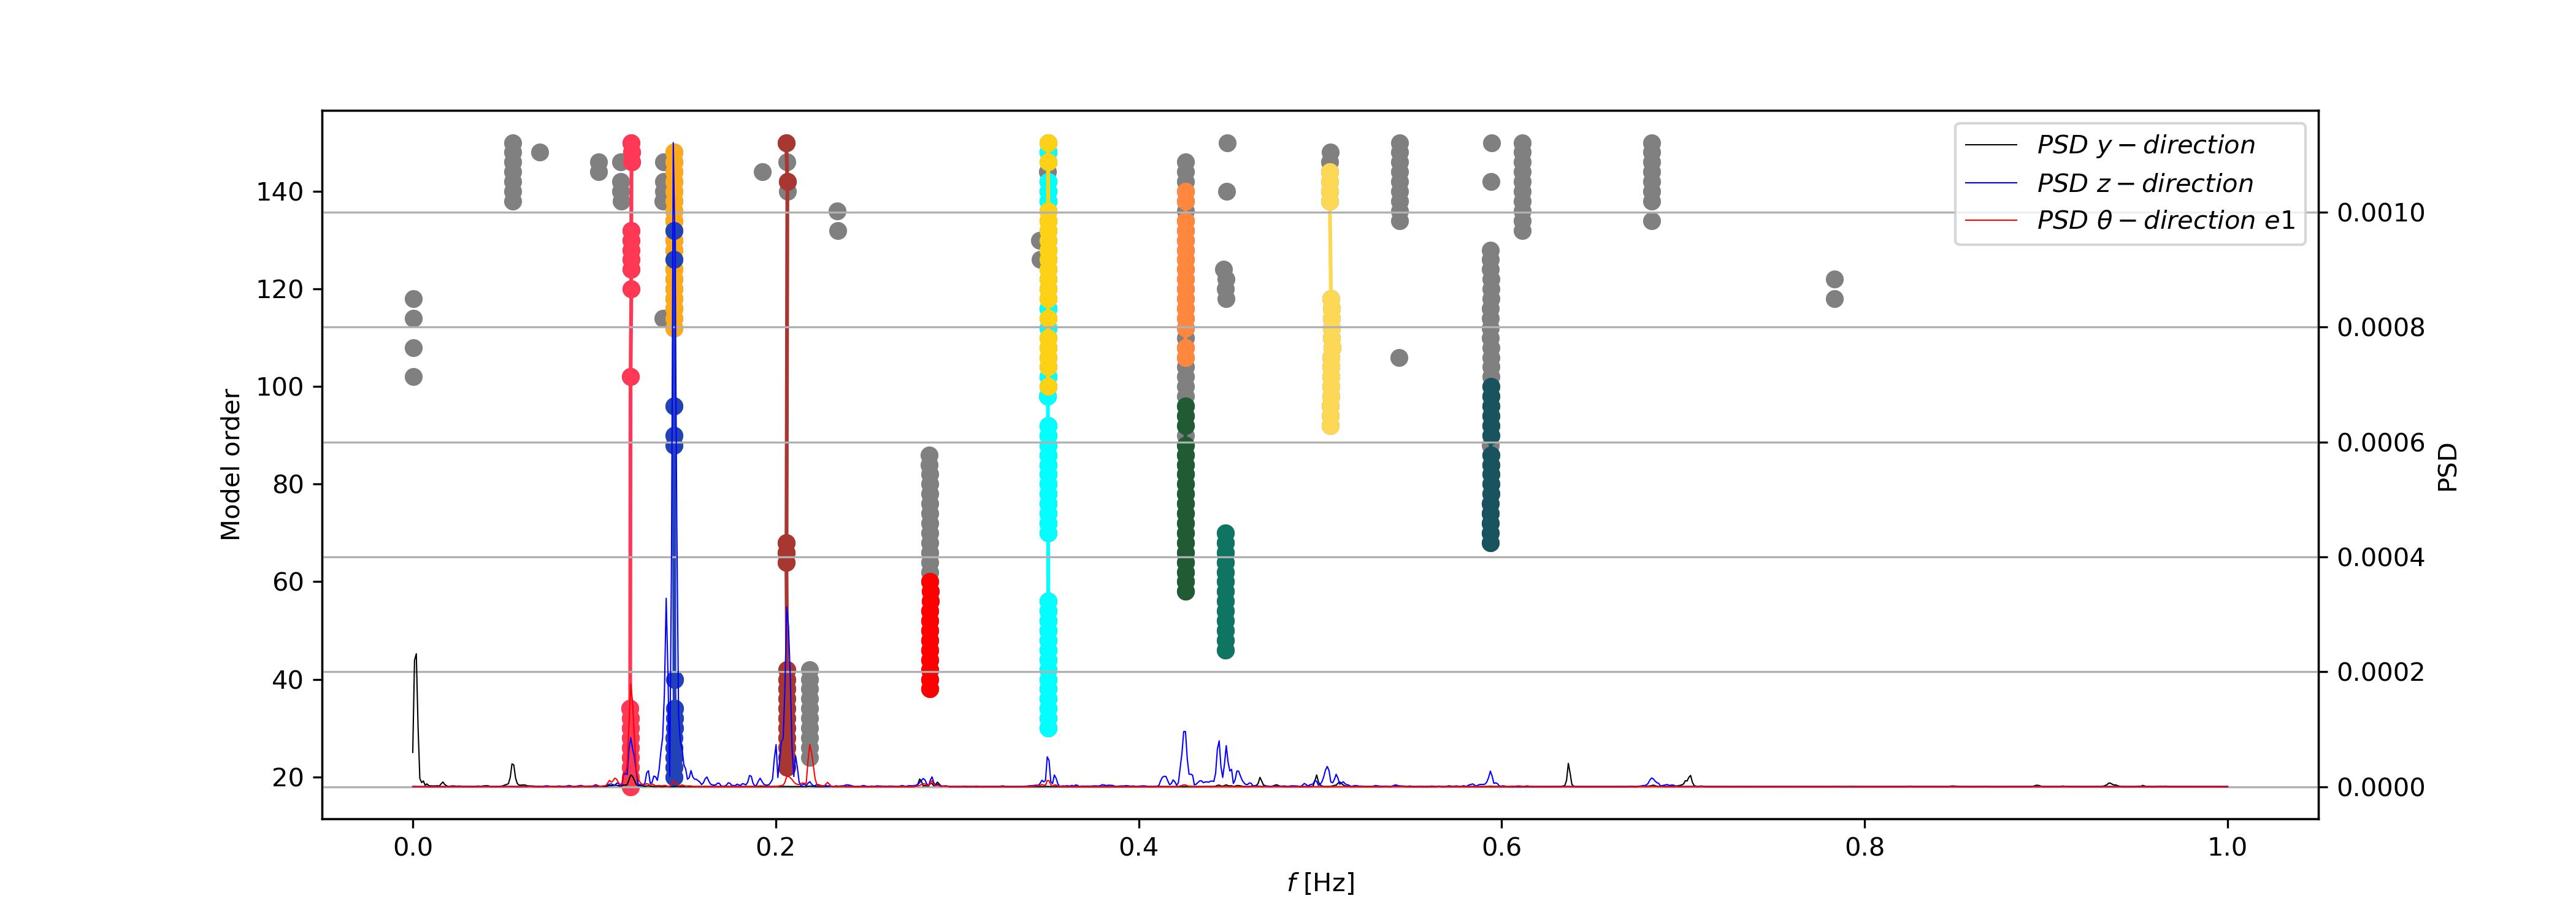 PSD y − direction
PSD z − direction
PSD θ − direction e1
140
120
100
80
60
40
20
Model order
0.0010
0.0008
0.0006
0.0004
0.0002
0.0000
PSD
0.0 0.2 0.4 0.6 0.8 1.0
f [Hz]